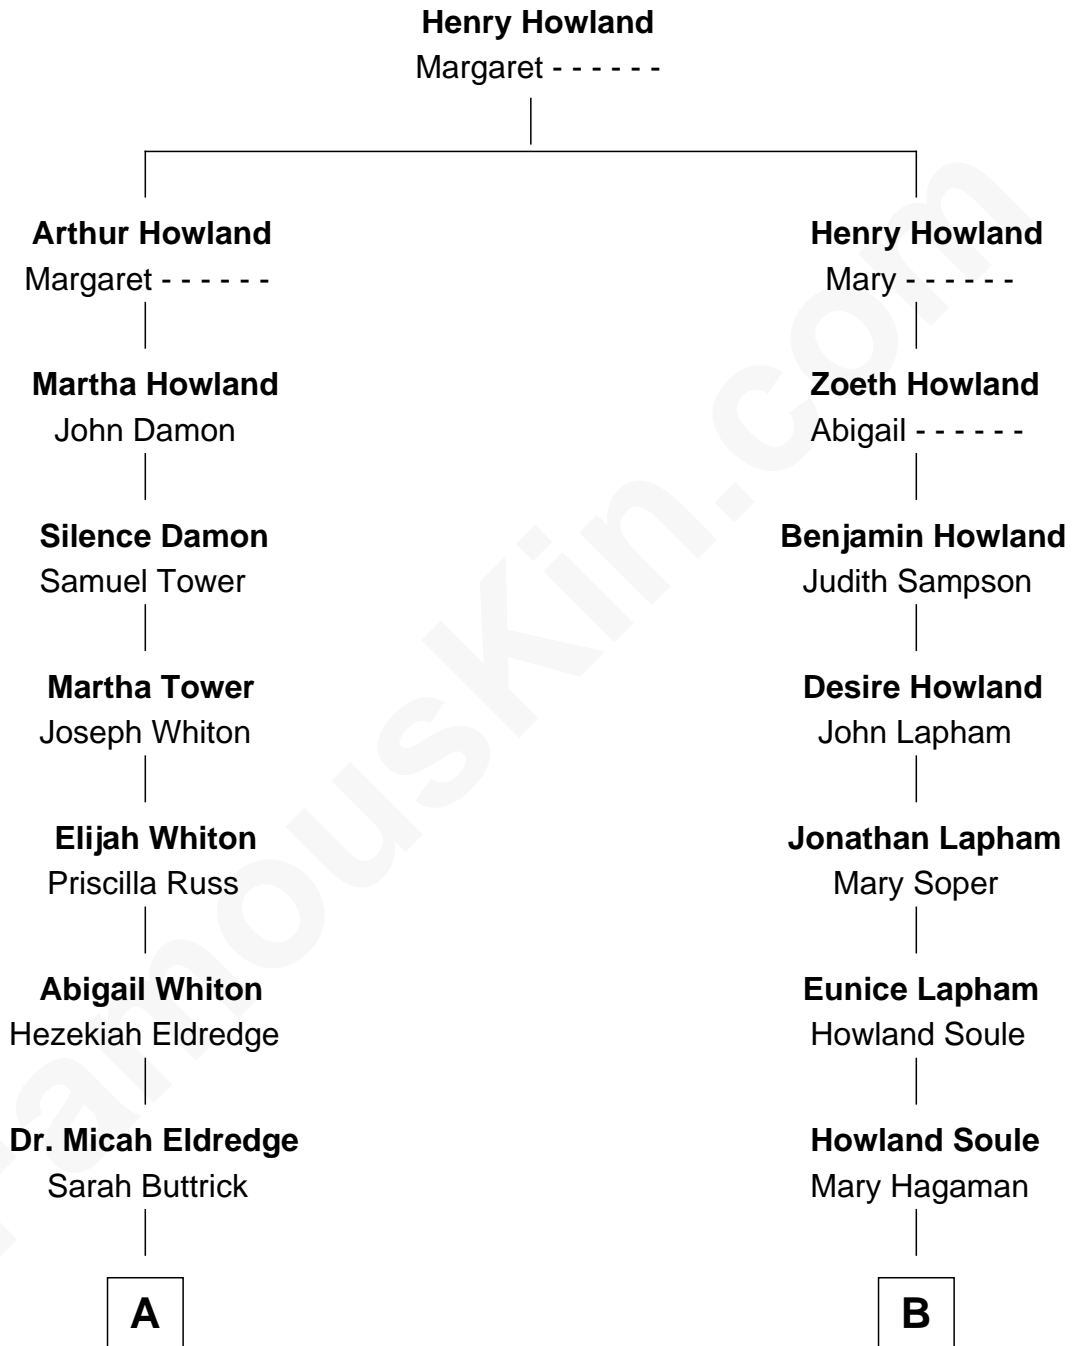 Henry Howland
Margaret - - - - - -
Arthur Howland
Margaret - - - - - -
Martha Howland
John Damon
Silence Damon
Samuel Tower
Martha Tower
Joseph Whiton
Elijah Whiton
Priscilla Russ
Abigail Whiton
Hezekiah Eldredge
Dr. Micah Eldredge
Sarah Buttrick
A
Henry Howland
Mary - - - - - -
Zoeth Howland
Abigail - - - - - -
Benjamin Howland
Judith Sampson
Desire Howland
John Lapham
Jonathan Lapham
Mary Soper
Eunice Lapham
Howland Soule
Howland Soule
Mary Hagaman
B
FamousKin.com